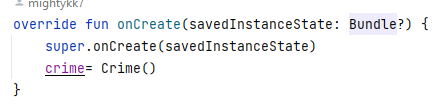 mightykk7
override fun onCreate(savedInstanceState: Bundle?) {
    super.onCreate(savedInstanceState)
    crime= Crime()
}